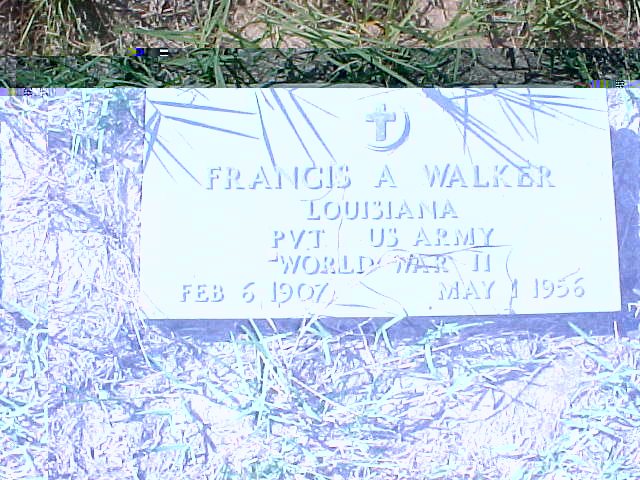 FRANCIS A WALKER
LOUISIANA
PVT US ARMY
WORLD WAR II
FEB 6 1907 MAY 1 1956